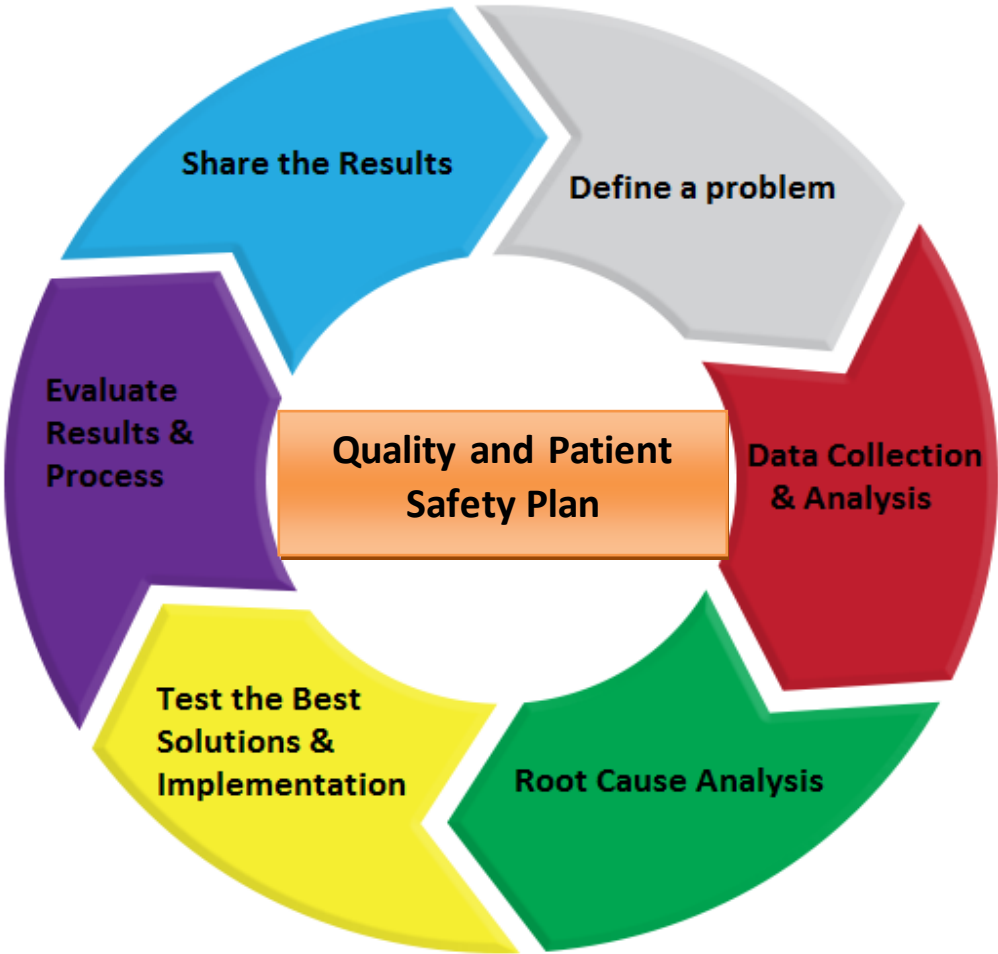 Share the Results
Define a problem
Data Collection
& Analysis
Root Cause Analysis
Test the Best
Solutions &
Implementation
Evaluate
Results &
Process
Quality and Patient
Safety Plan